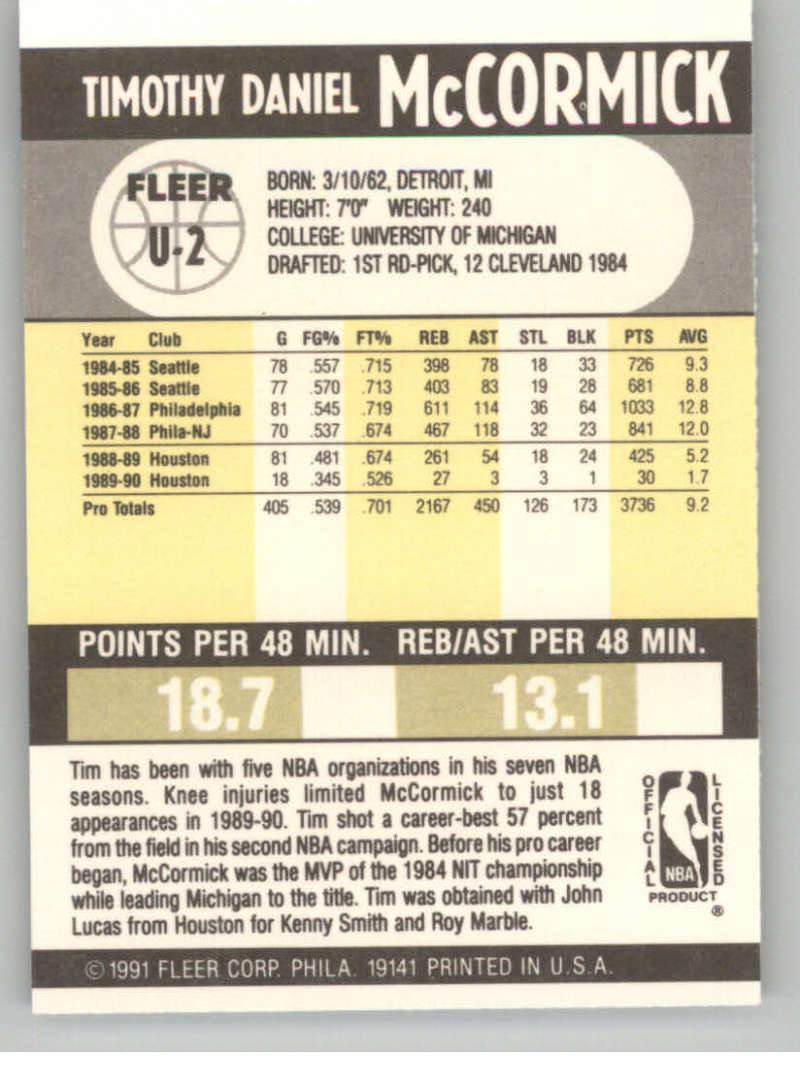 TIMOTHY DANIEL McCORMICK
FLEER
U-2
BORN: 3/10/62, DETROIT, MI
HEIGHT: 7'0" WEIGHT: 240
COLLEGE: UNIVERSITY OF MICHIGAN
DRAFTED: 1ST RD-PICK, 12 CLEVELAND 1984
Year Club G FG% FT% REB AST STL BLK PTS AVG
1984-85 Seattle 78 .557 .715 398 78 18 33 726 9.3
1985-86 Seattle 77 .570 .713 403 83 19 28 681 8.8
1986-87 Philadelphia 81 .545 .719 611 114 36 64 1033 12.8
1987-88 Phila-NJ 70 .537 .674 467 118 32 23 841 12.0
1988-89 Houston 81 .481 .674 261 54 18 24 425 5.2
1989-90 Houston 18 .345 .526 27 3 3 1 30 1.7
Pro Totals 405 .539 .701 2167 450 126 173 3736 9.2
POINTS PER 48 MIN. REB/AST PER 48 MIN.
18.7 13.1
Tim has been with five NBA organizations in his seven NBA
seasons. Knee injuries limited McCormick to just 18
appearances in 1989-90. Tim shot a career-best 57 percent
from the field in his second NBA campaign. Before his pro career
began, McCormick was the MVP of the 1984 NIT championship
while leading Michigan to the title. Tim was obtained with John
Lucas from Houston for Kenny Smith and Roy Marble.
OFFICIAL
LICENSED
NBA
PRODUCT
®
© 1991 FLEER CORP. PHILA. 19141 PRINTED IN U.S.A.